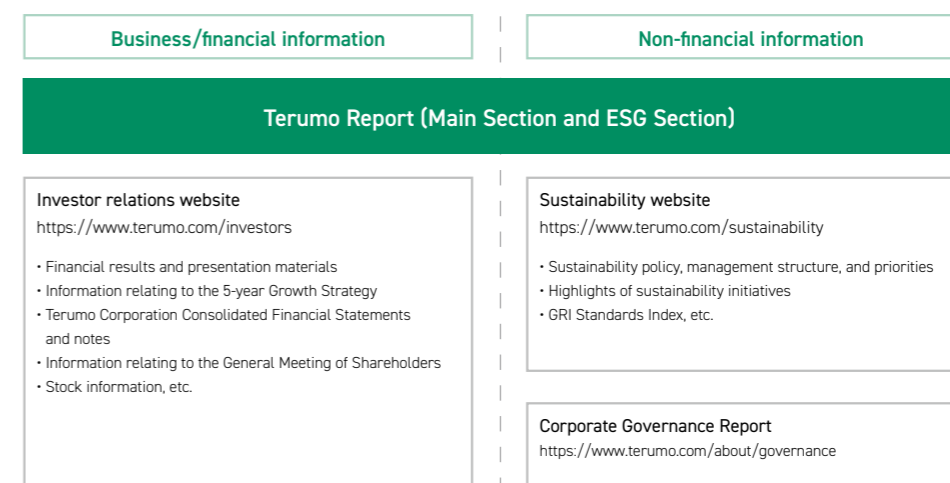 Business/financial information
Non-financial information
Terumo Report (Main Section and ESG Section)
Investor relations website
https://www.terumo.com/investors
・Financial results and presentation materials
・Information relating to the 5-year Growth Strategy
・Terumo Corporation Consolidated Financial Statements
and notes
・Information relating to the General Meeting of Shareholders
・Stock information, etc.
Sustainability website
https://www.terumo.com/sustainability
・Sustainability policy, management structure, and priorities
・Highlights of sustainability initiatives
・GRI Standards Index, etc.
Corporate Governance Report
https://www.terumo.com/about/governance